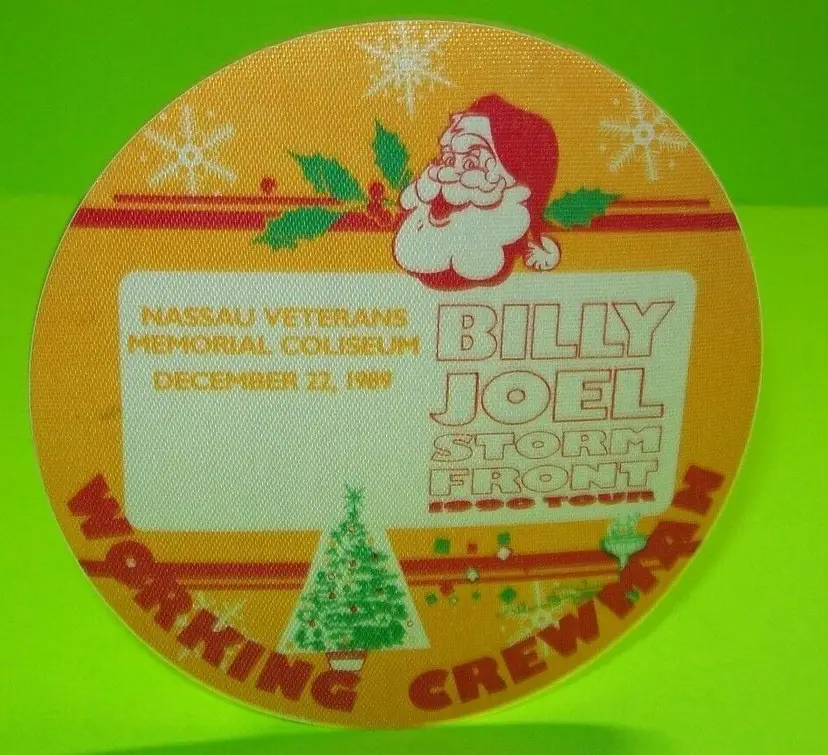 NASSAU VETERANS
MEMORIAL COLISEUM
DECEMBER 22, 1989
BILLY
JOEL
STORM
FRONT
1990 TOUR
WORKING CREWMAN